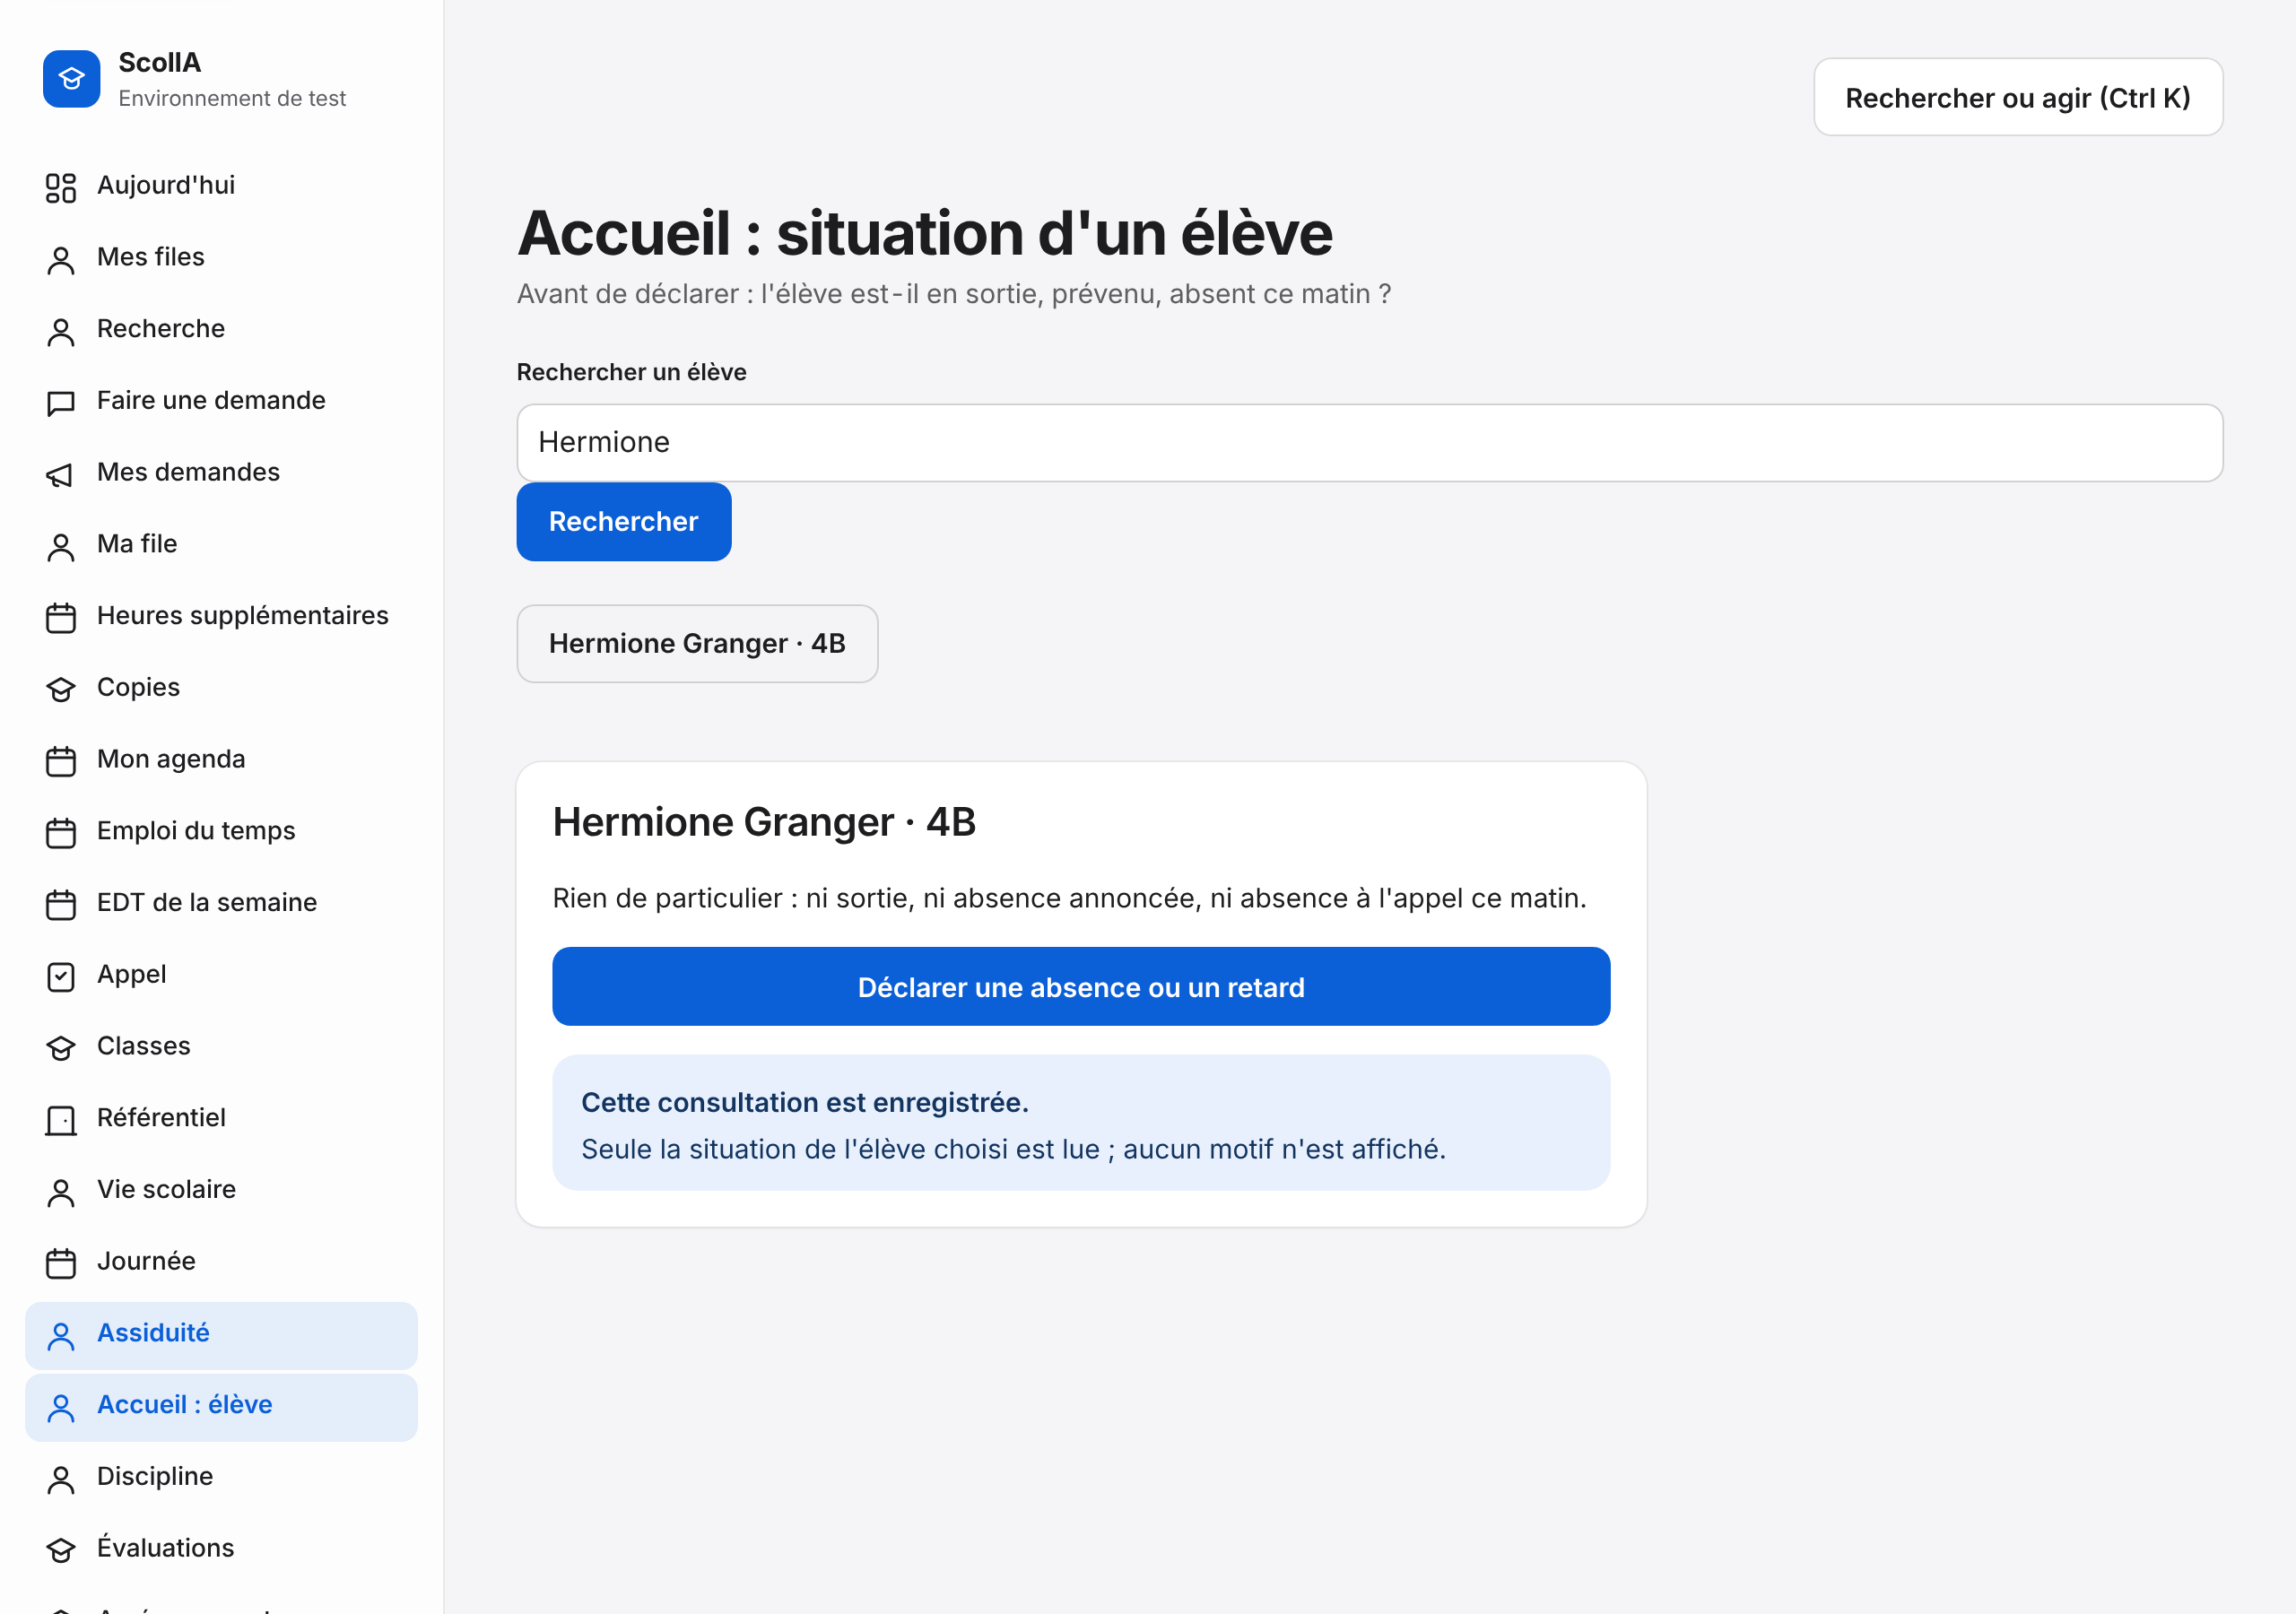 ScolIA
Environnement de test
Aujourd'hui
Mes files
Recherche
Faire une demande
Mes demandes
Ma file
Heures supplémentaires
Copies
Mon agenda
Emploi du temps
EDT de la semaine
Appel
Classes
Référentiel
Vie scolaire
Journée
Assiduité
Accueil : élève
Discipline
Évaluations
Rechercher ou agir (Ctrl K)
Accueil : situation d'un élève
Avant de déclarer : l'élève est-il en sortie, prévenu, absent ce matin ?
Rechercher un élève
Hermione
Rechercher
Hermione Granger · 4B
Hermione Granger · 4B
Rien de particulier : ni sortie, ni absence annoncée, ni absence à l'appel ce matin.
Déclarer une absence ou un retard
Cette consultation est enregistrée.
Seule la situation de l'élève choisi est lue ; aucun motif n'est affiché.